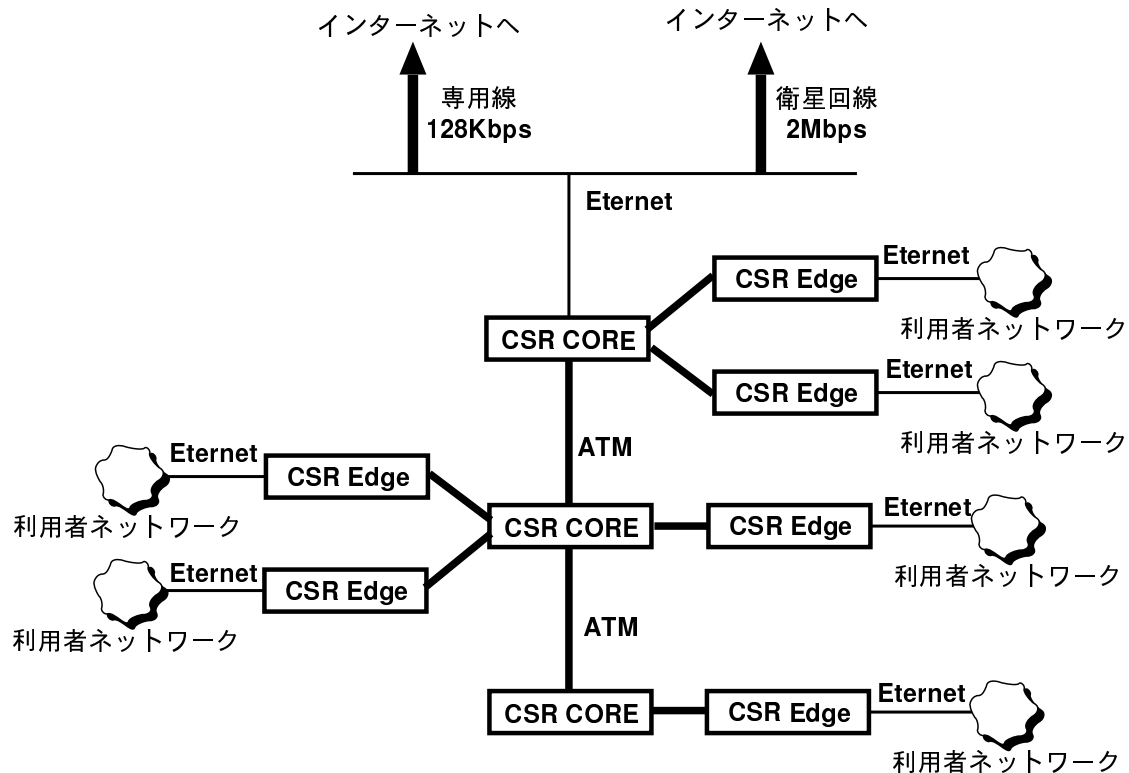 インターネットへ
インターネットへ
専用線
128Kbps
衛星回線
2Mbps
Eternet
CSR Edge
Eternet
利用者ネットワーク
CSR CORE
CSR Edge
Eternet
利用者ネットワーク
ATM
Eternet
CSR Edge
利用者ネットワーク
CSR CORE
CSR Edge
Eternet
利用者ネットワーク
Eternet
CSR Edge
利用者ネットワーク
ATM
CSR CORE
CSR Edge
Eternet
利用者ネットワーク